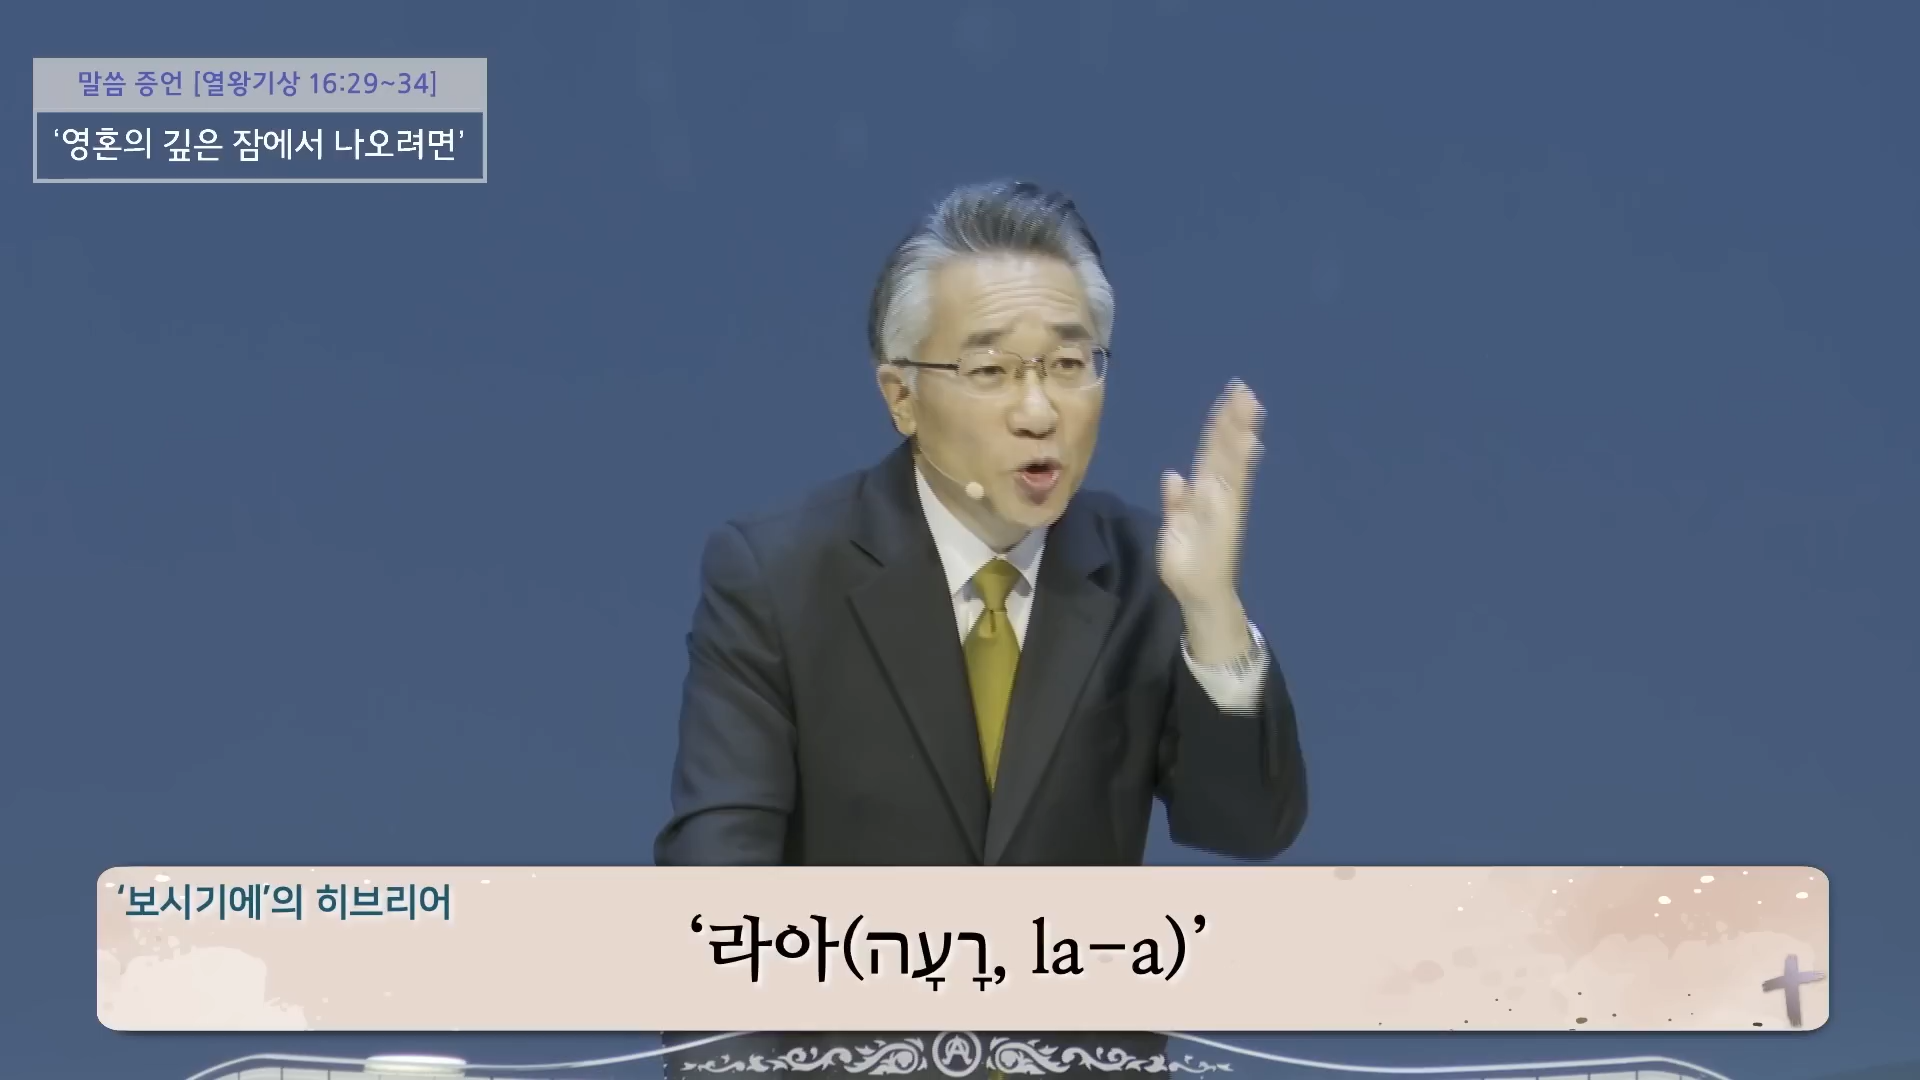 말씀 증언 [열왕기상 16:29~34]
‘영혼의 깊은 잠에서 나오려면’
‘보시기에’의 히브리어
‘라아(רָעָה, la-a)’